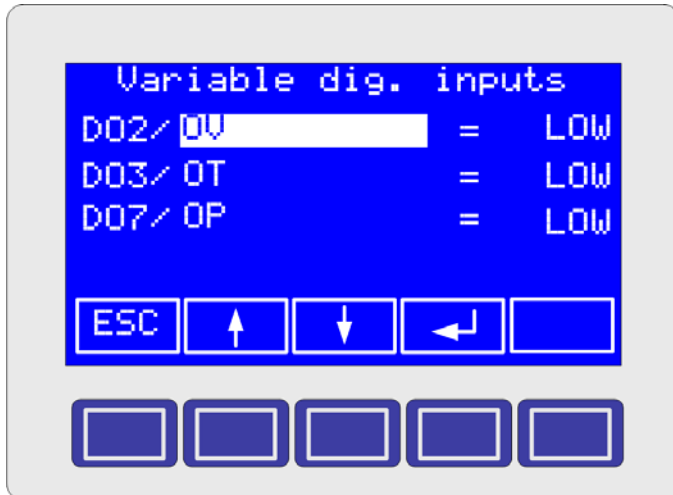 Variable dig. inputs
DO2/ OV = LOW
DO3/ OT = LOW
DO7/ OP = LOW
ESC